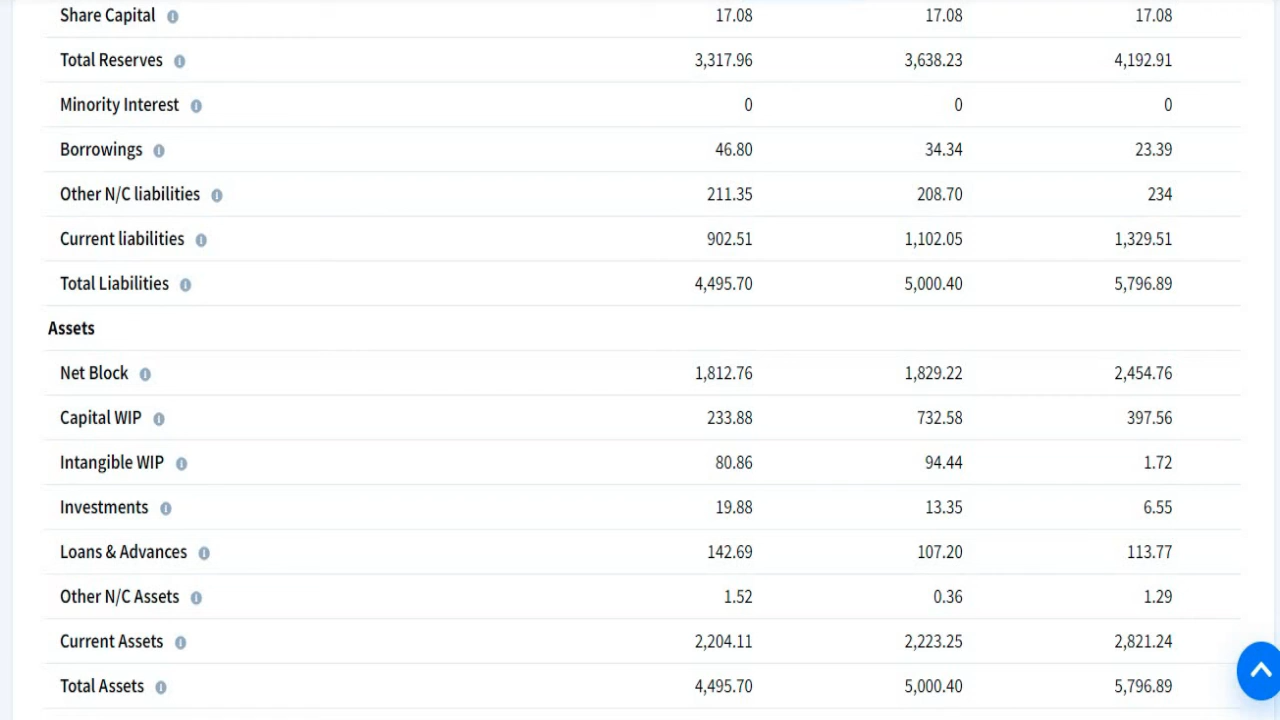 Share Capital 17.08 17.08 17.08
Total Reserves 3,317.96 3,638.23 4,192.91
Minority Interest 0 0 0
Borrowings 46.80 34.34 23.39
Other N/C liabilities 211.35 208.70 234
Current liabilities 902.51 1,102.05 1,329.51
Total Liabilities 4,495.70 5,000.40 5,796.89
Assets
Net Block 1,812.76 1,829.22 2,454.76
Capital WIP 233.88 732.58 397.56
Intangible WIP 80.86 94.44 1.72
Investments 19.88 13.35 6.55
Loans & Advances 142.69 107.20 113.77
Other N/C Assets 1.52 0.36 1.29
Current Assets 2,204.11 2,223.25 2,821.24
Total Assets 4,495.70 5,000.40 5,796.89